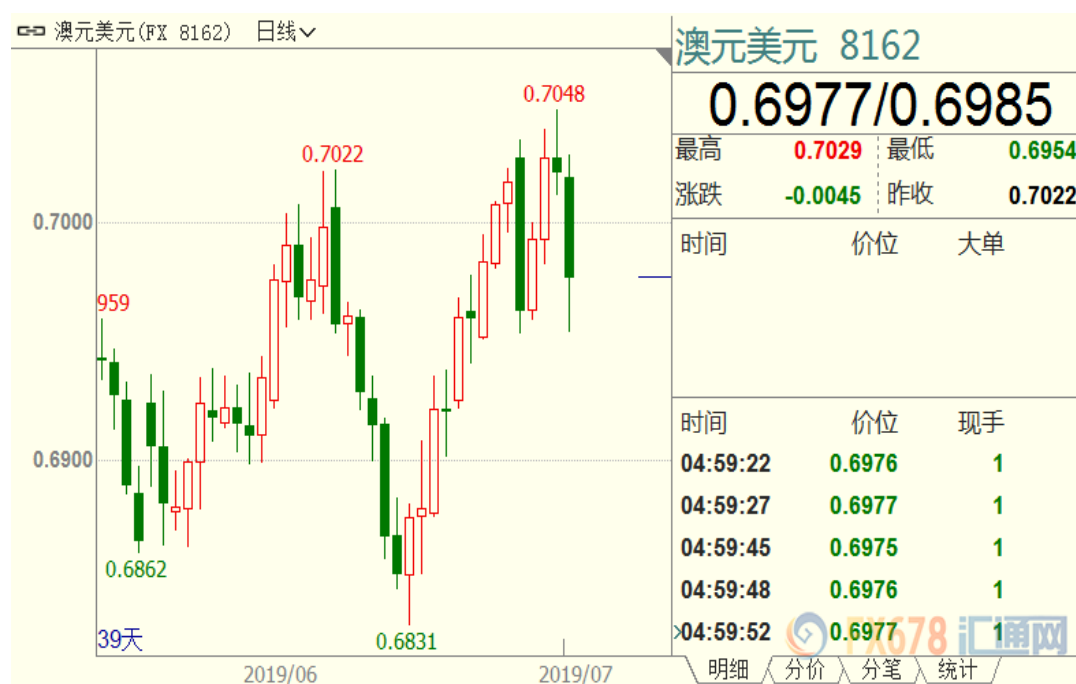 澳元美元(FX 8162) 日线
0.7048
0.7022
0.7000
959
0.6900
0.6862
0.6831
39天
2019/06 2019/07
澳元美元 8162
0.6977/0.6985
最高 0.7029 最低 0.6954
涨跌 -0.0045 昨收 0.7022
时间 价位 大单
时间 价位 现手
04:59:22 0.6976 1
04:59:27 0.6977 1
04:59:45 0.6975 1
04:59:48 0.6976 1
04:59:52 0.6977 1
FX678 汇通网
明细 分价 分笔 统计